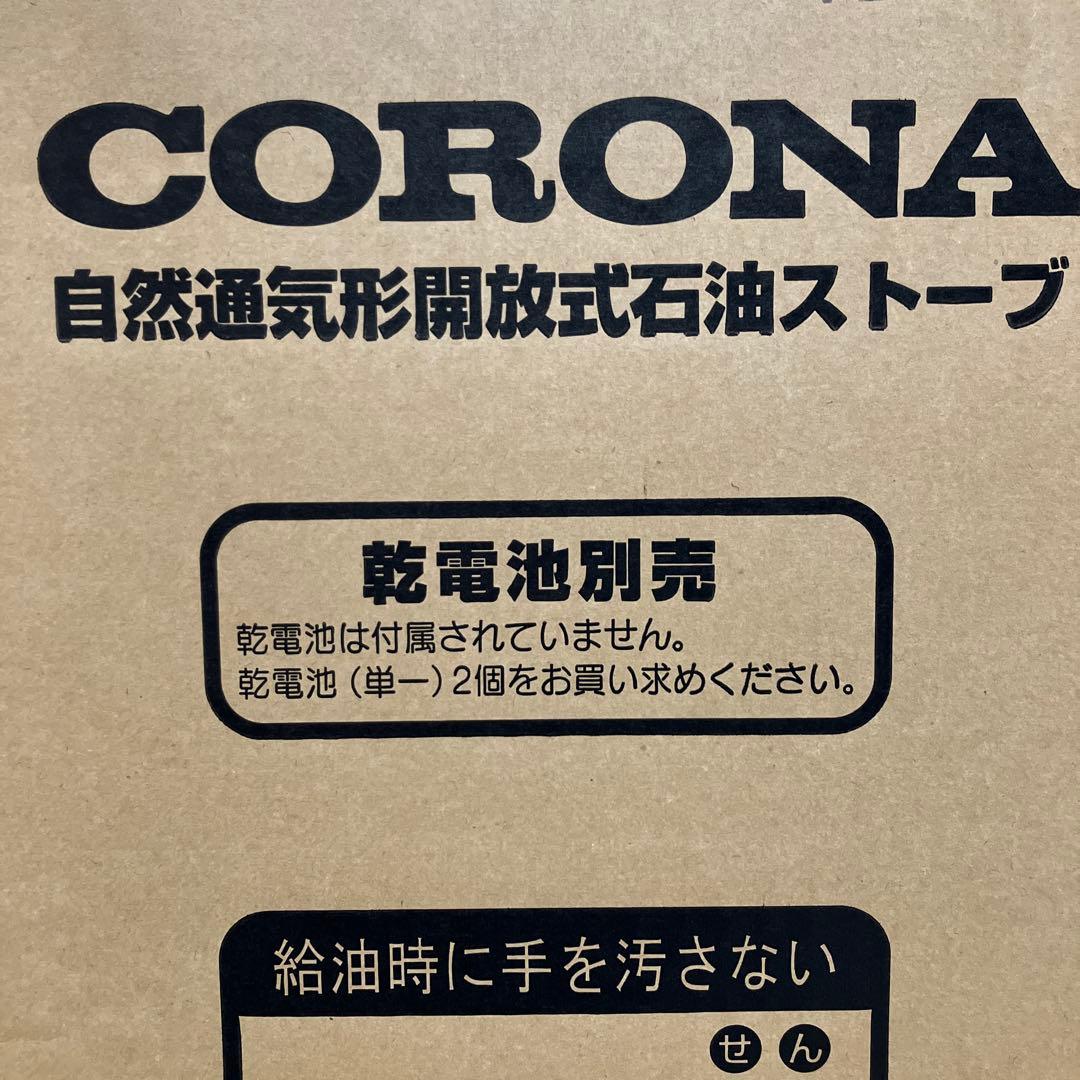 CORONA
自然通気形開放式石油ストーブ
乾電池別売
乾電池は付属されていません。
乾電池(単一)2個をお買い求めください。
給油時に手を汚さない
せん